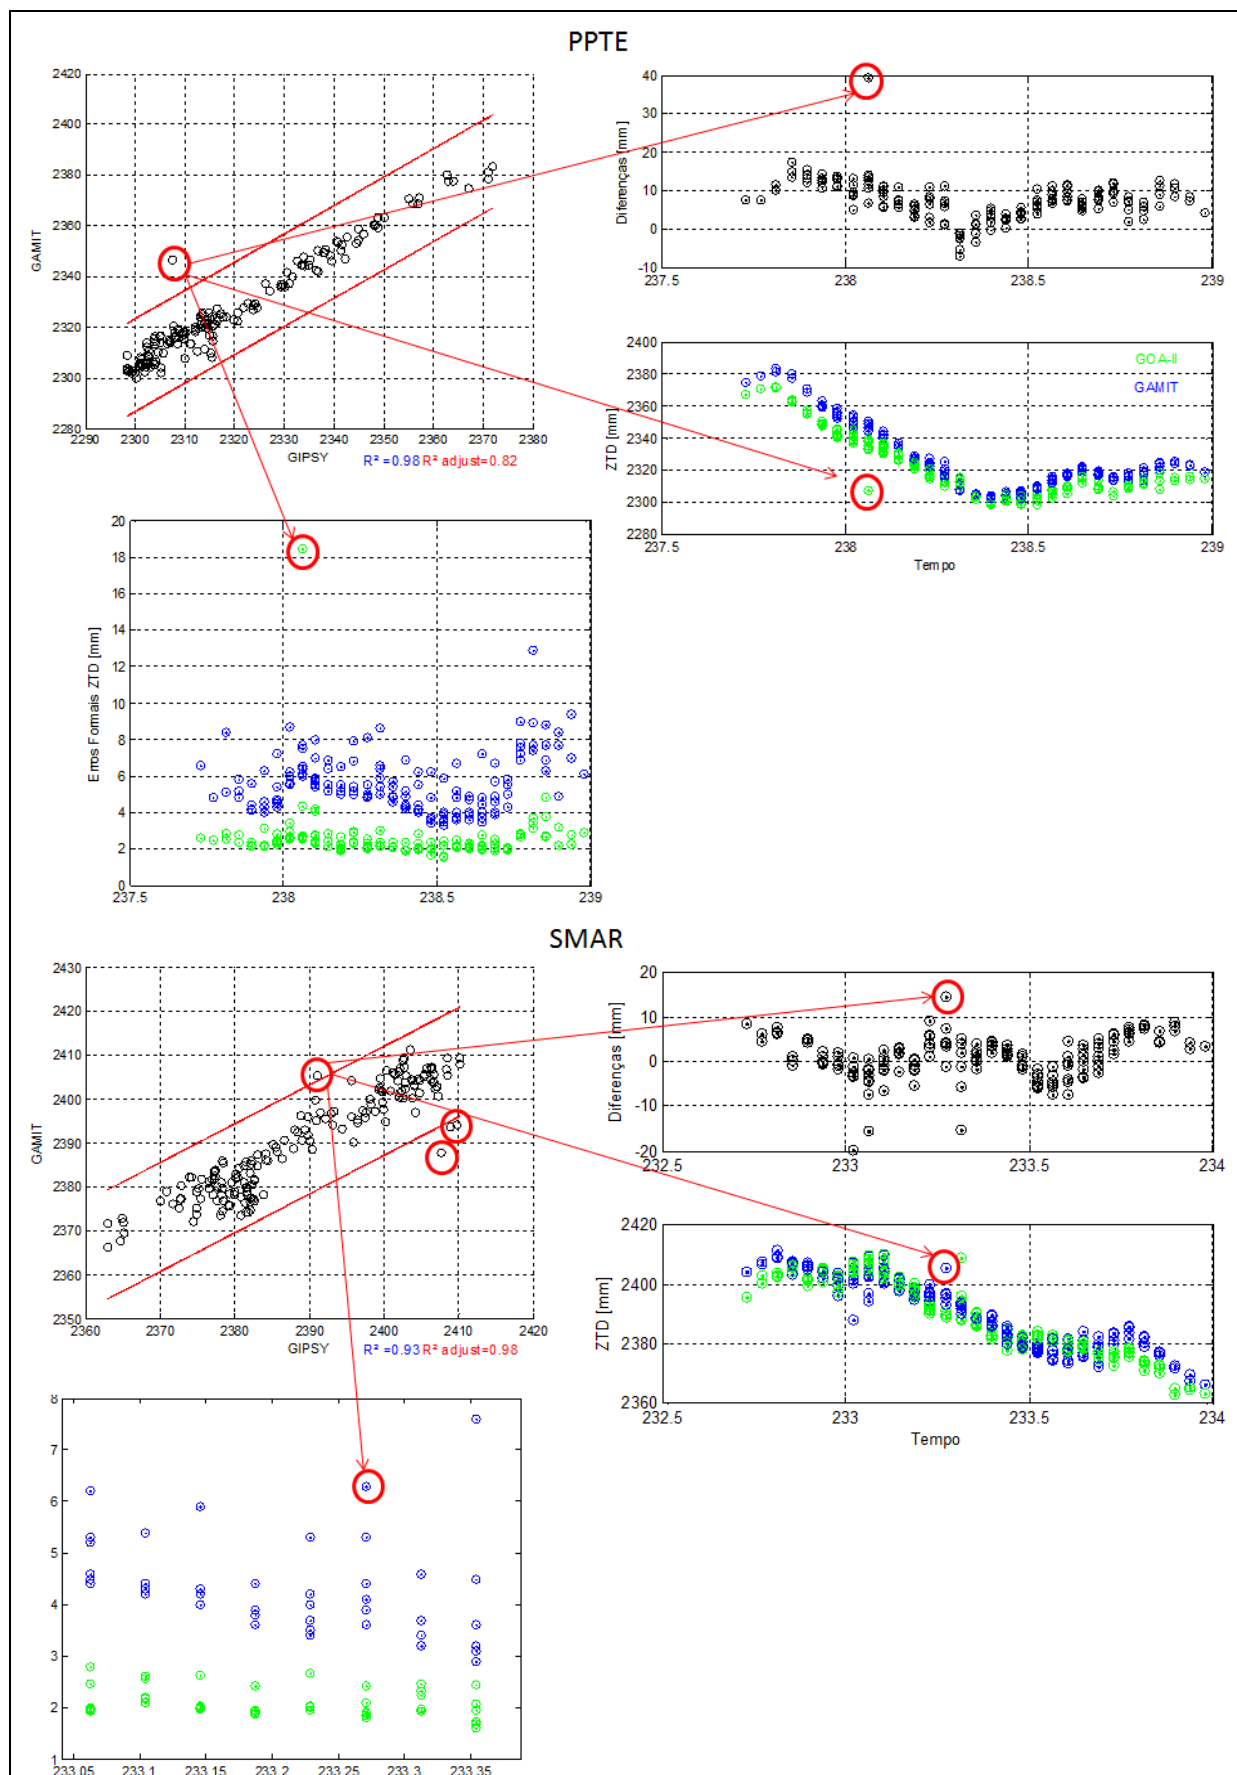 PPTE
2420
2400
2380
2360
2340
2320
2300
2280
GAMIT
2290 2300 2310 2320 2330 2340 2350 2360 2370 2380
GIPSY
R² =0.98 R² adjust=0.82
40
30
20
10
0
-10
Diferenças [mm]
237.5 238 238.5 239
2400
2380
2360
2340
2320
2300
2280
ZTD [mm]
GOA-II
GAMIT
237.5 238 238.5 239
Tempo
20
18
16
14
12
10
8
6
4
2
0
Erros Formais ZTD [mm]
237.5 238 238.5 239
SMAR
2430
2420
2410
2400
2390
2380
2370
2360
2350
GAMIT
2360 2370 2380 2390 2400 2410 2420
GIPSY
R² =0.93 R² adjust=0.98
20
10
0
-10
-20
Diferenças [mm]
232.5 233 233.5 234
2420
2400
2380
2360
ZTD [mm]
232.5 233 233.5 234
Tempo
8
7
6
5
4
3
2
1
233.05 233.1 233.15 233.2 233.25 233.3 233.35